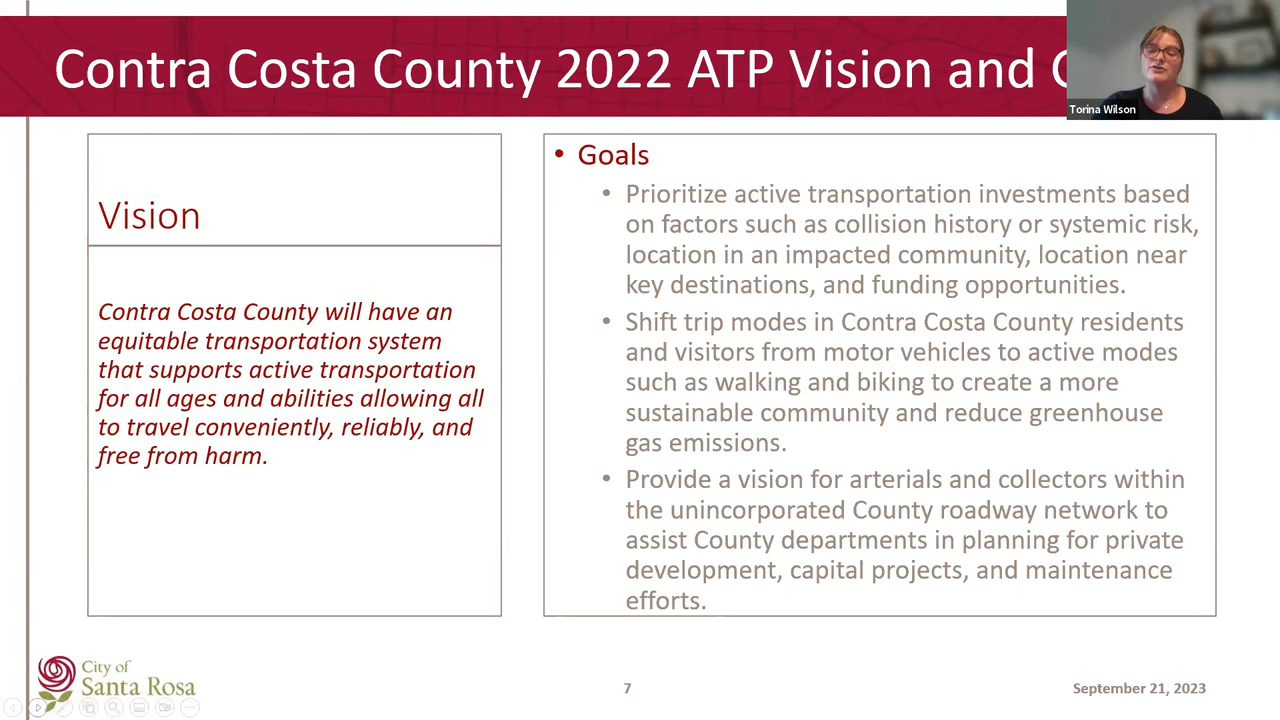 Contra Costa County 2022 ATP Vision and
Torina Wilson
Vision
Contra Costa County will have an
equitable transportation system
that supports active transportation
for all ages and abilities allowing all
to travel conveniently, reliably, and
free from harm.
• Goals
• Prioritize active transportation investments based
on factors such as collision history or systemic risk,
location in an impacted community, location near
key destinations, and funding opportunities.
• Shift trip modes in Contra Costa County residents
and visitors from motor vehicles to active modes
such as walking and biking to create a more
sustainable community and reduce greenhouse
gas emissions.
• Provide a vision for arterials and collectors within
the unincorporated County roadway network to
assist County departments in planning for private
development, capital projects, and maintenance
efforts.
City of
Santa Rosa
7
September 21, 2023